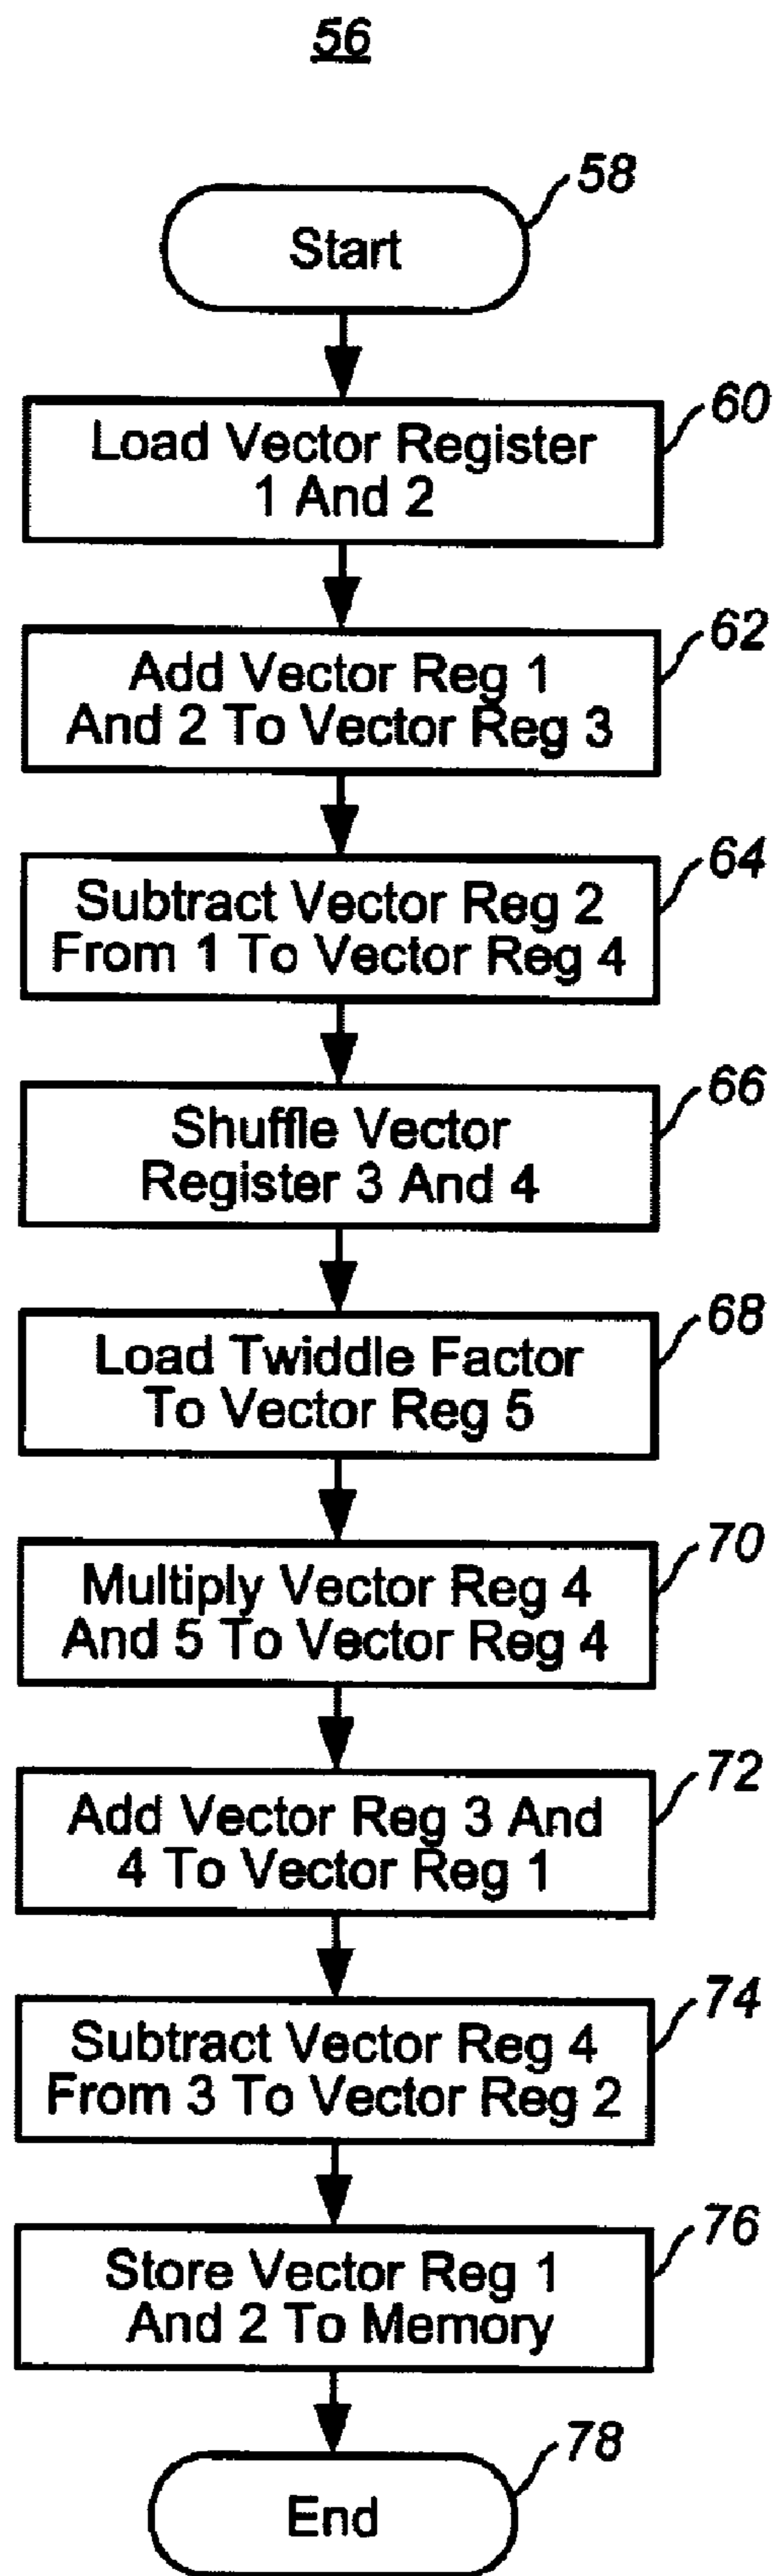 56
58
Start
60
Load Vector Register
1 And 2
62
Add Vector Reg 1
And 2 To Vector Reg 3
64
Subtract Vector Reg 2
From 1 To Vector Reg 4
66
Shuffle Vector
Register 3 And 4
68
Load Twiddle Factor
To Vector Reg 5
70
Multiply Vector Reg 4
And 5 To Vector Reg 4
72
Add Vector Reg 3 And
4 To Vector Reg 1
74
Subtract Vector Reg 4
From 3 To Vector Reg 2
76
Store Vector Reg 1
And 2 To Memory
78
End